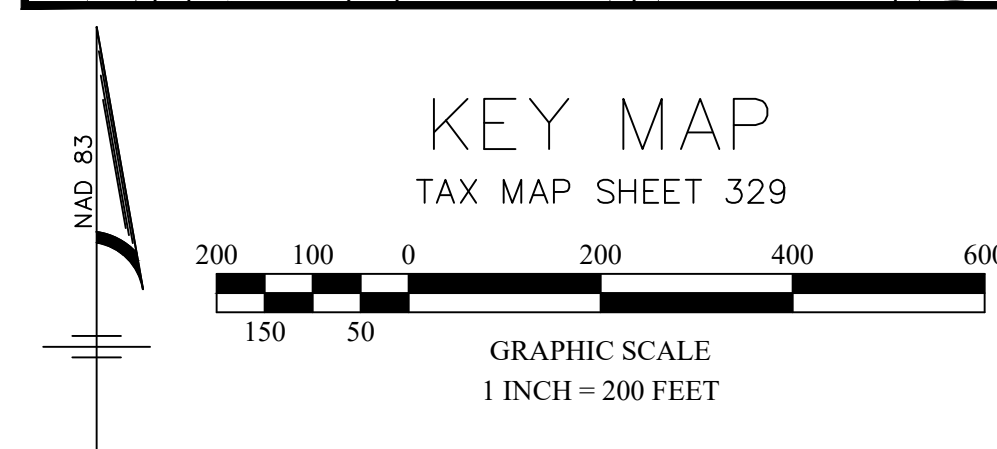 NAD 83
KEY MAP
TAX MAP SHEET 329
200 100 0 200 400 600
150 50
GRAPHIC SCALE
1 INCH = 200 FEET